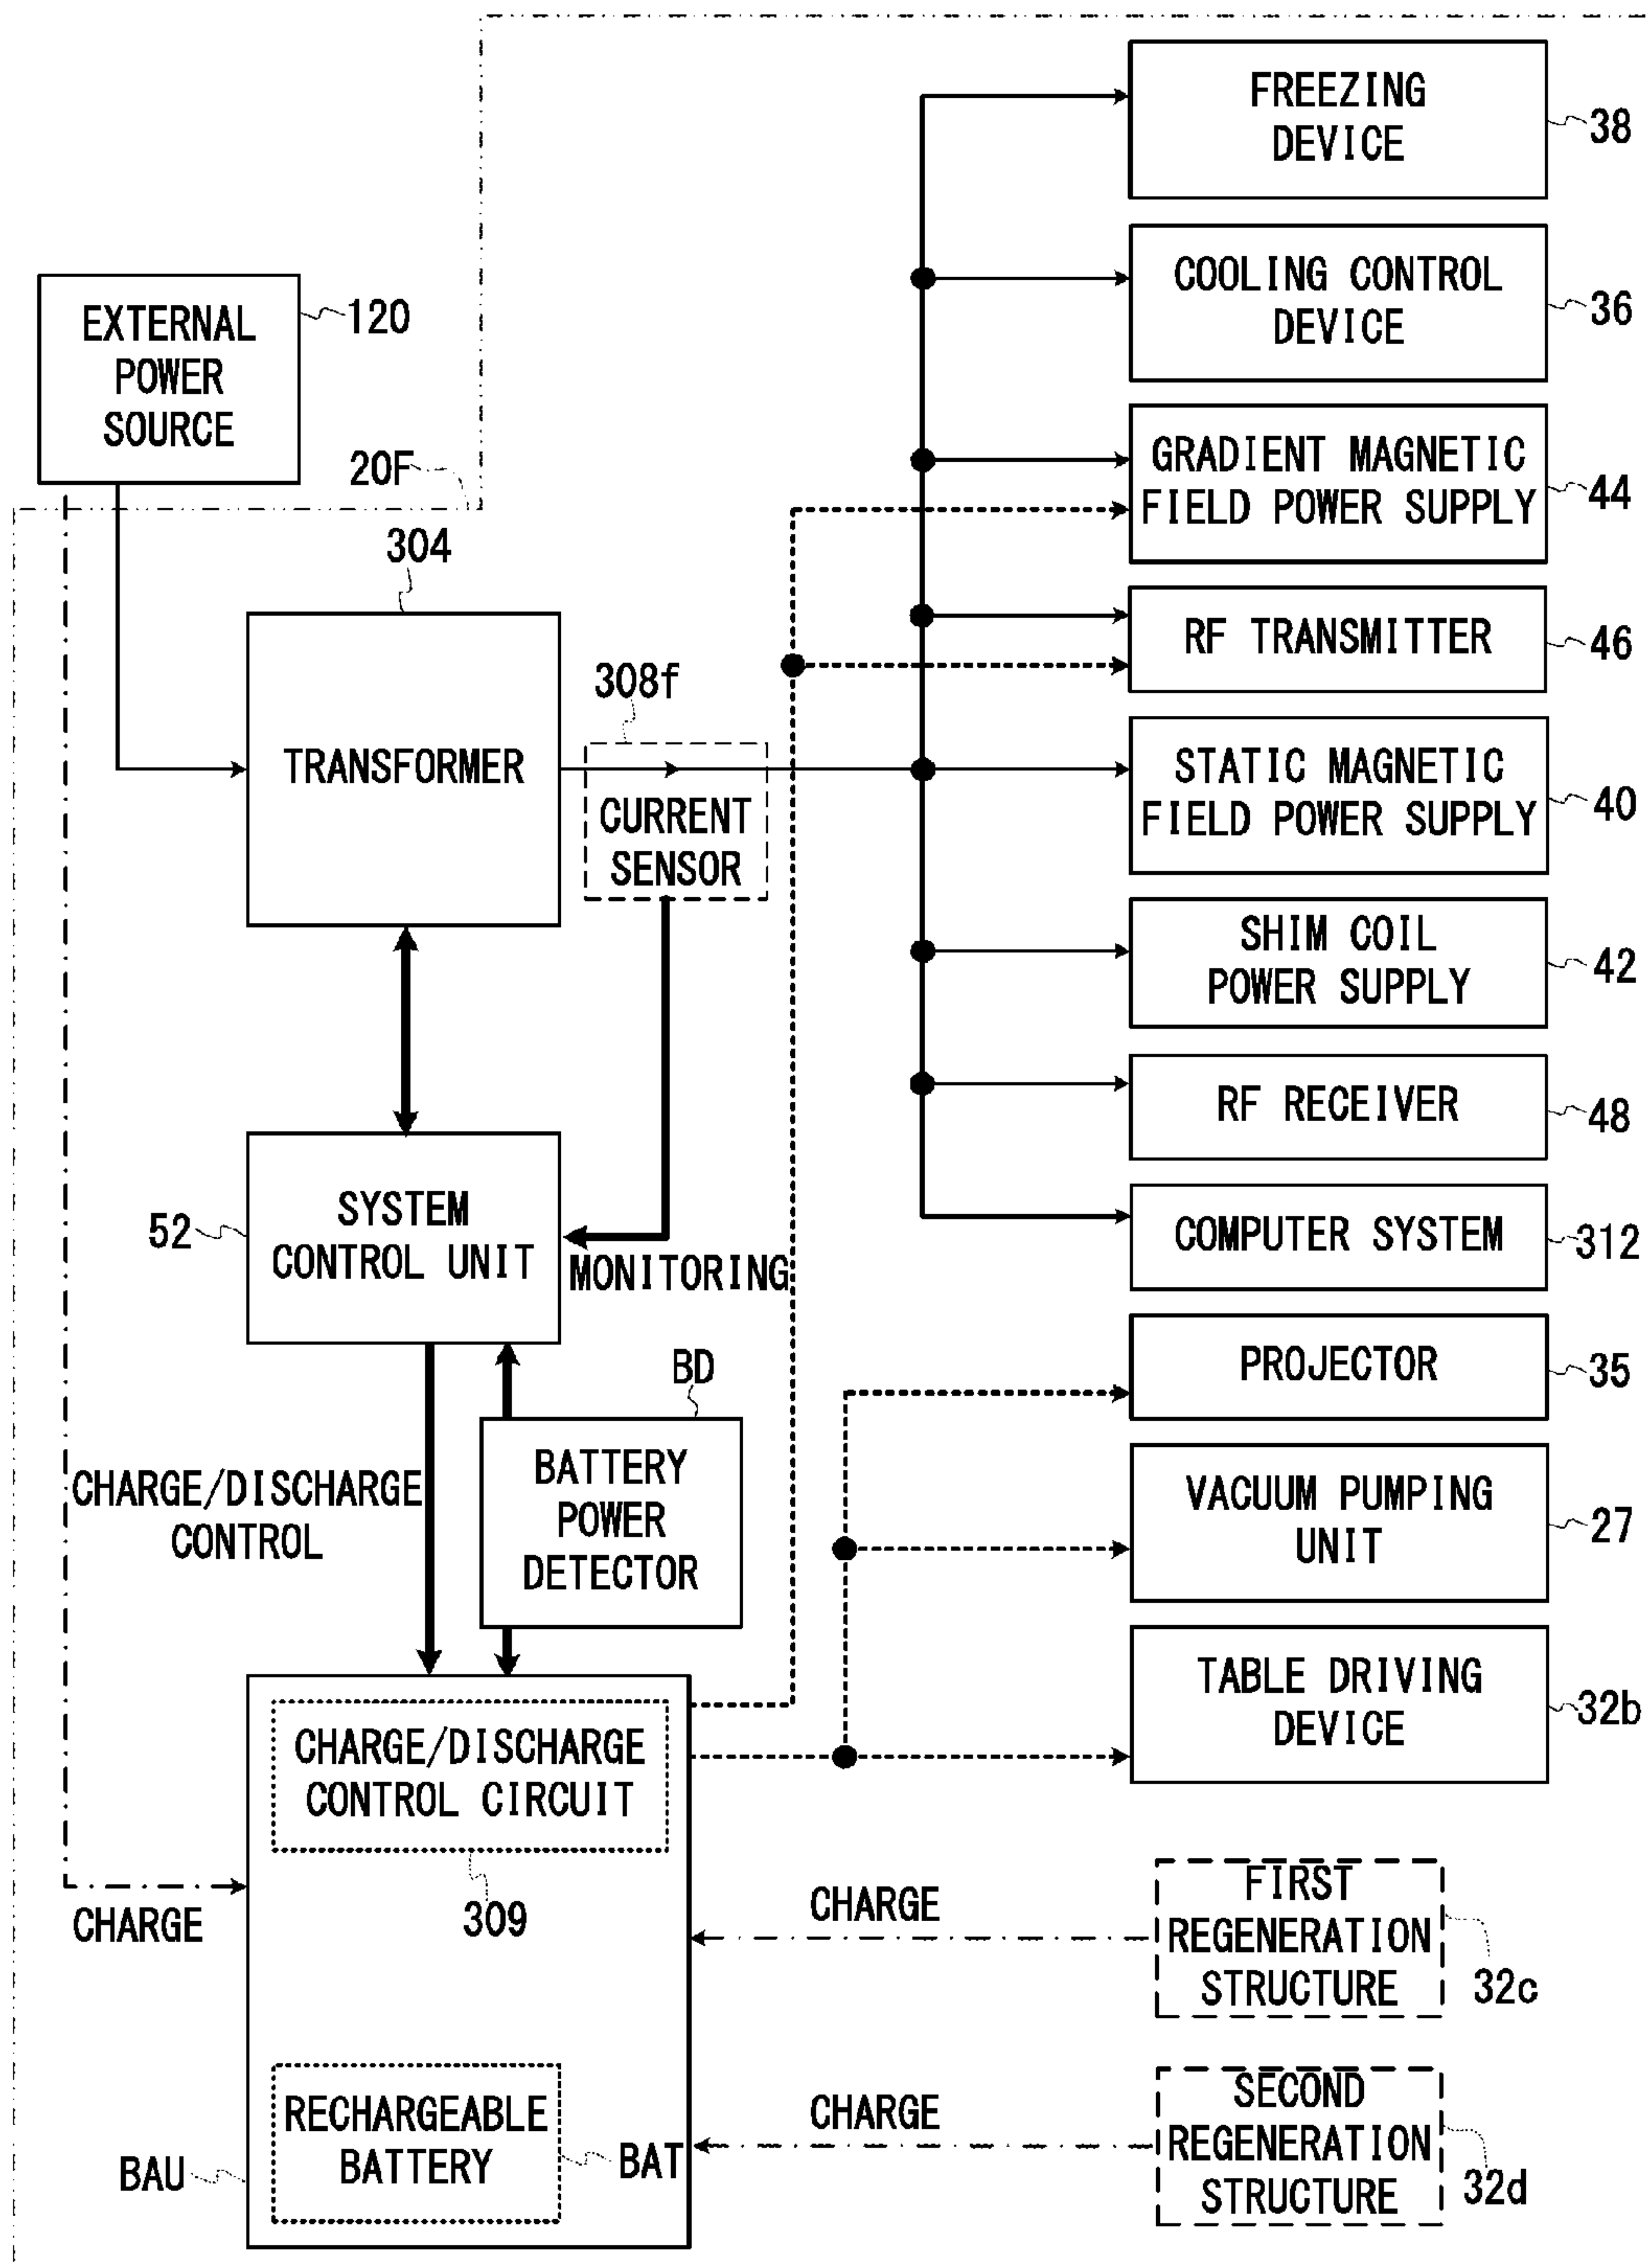 FREEZING
DEVICE
38
COOLING CONTROL
DEVICE
36
EXTERNAL
POWER
SOURCE
120
20F
GRADIENT MAGNETIC
FIELD POWER SUPPLY
44
304
RF TRANSMITTER
46
308f
TRANSFORMER
CURRENT
SENSOR
STATIC MAGNETIC
FIELD POWER SUPPLY
40
SHIM COIL
POWER SUPPLY
42
RF RECEIVER
48
SYSTEM
CONTROL UNIT
52
MONITORING
COMPUTER SYSTEM
312
PROJECTOR
35
BD
BATTERY
POWER
DETECTOR
CHARGE/DISCHARGE
CONTROL
VACUUM PUMPING
UNIT
27
TABLE DRIVING
DEVICE
32b
CHARGE/DISCHARGE
CONTROL CIRCUIT
309
CHARGE
CHARGE
FIRST
REGENERATION
STRUCTURE
32c
CHARGE
SECOND
REGENERATION
STRUCTURE
32d
RECHARGEABLE
BATTERY
BAT
BAU